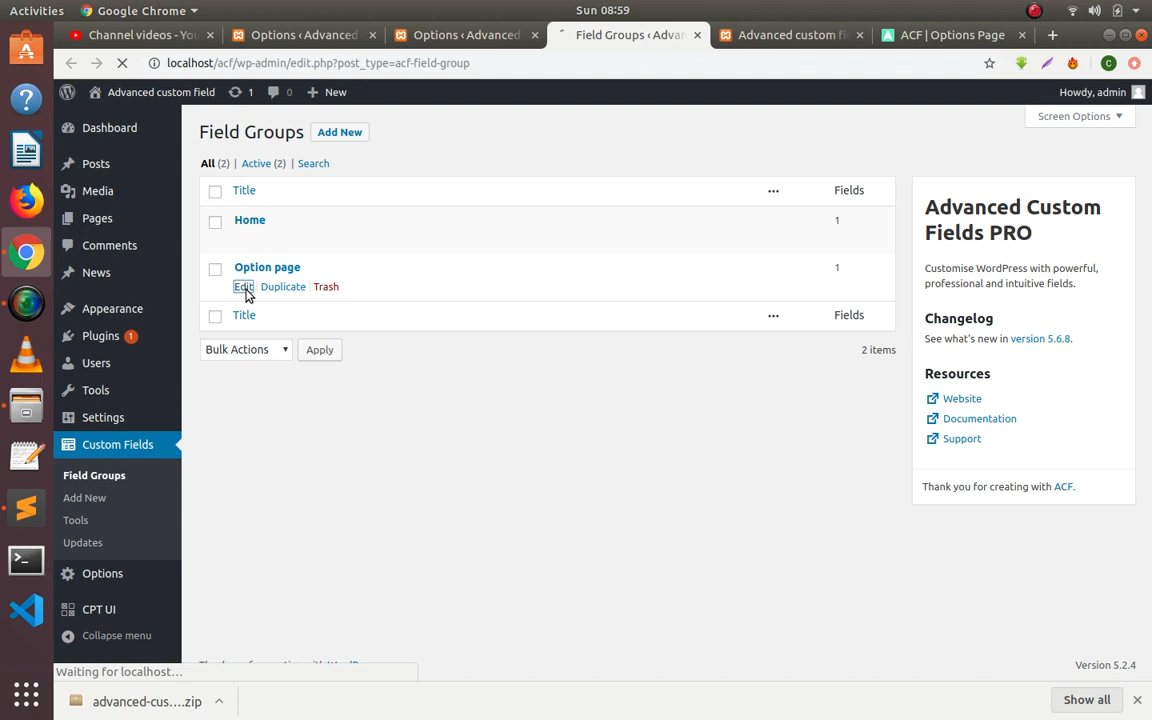 Activities Google Chrome Sun 08:59
Channel videos - You Options ‹ Advanced Options ‹ Advanced Field Groups ‹ Advan Advanced custom fi ACF | Options Page
localhost/acf/wp-admin/edit.php?post_type=acf-field-group
Advanced custom field 1 0 + New Howdy, admin
Screen Options
Dashboard
Posts
Media
Pages
Comments
News
Appearance
Plugins 1
Users
Tools
Settings
Custom Fields
Field Groups
Add New
Tools
Updates
Options
CPT UI
Collapse menu
Field Groups Add New
All (2) | Active (2) | Search
Title ••• Fields
Home 1
Option page 1
Edit | Duplicate | Trash
Title ••• Fields
Bulk Actions Apply 2 items
Advanced Custom
Fields PRO
Customise WordPress with powerful,
professional and intuitive fields.
Changelog
See what's new in version 5.6.8.
Resources
Website
Documentation
Support
Thank you for creating with ACF.
Version 5.2.4
Waiting for localhost...
advanced-cus....zip Show all